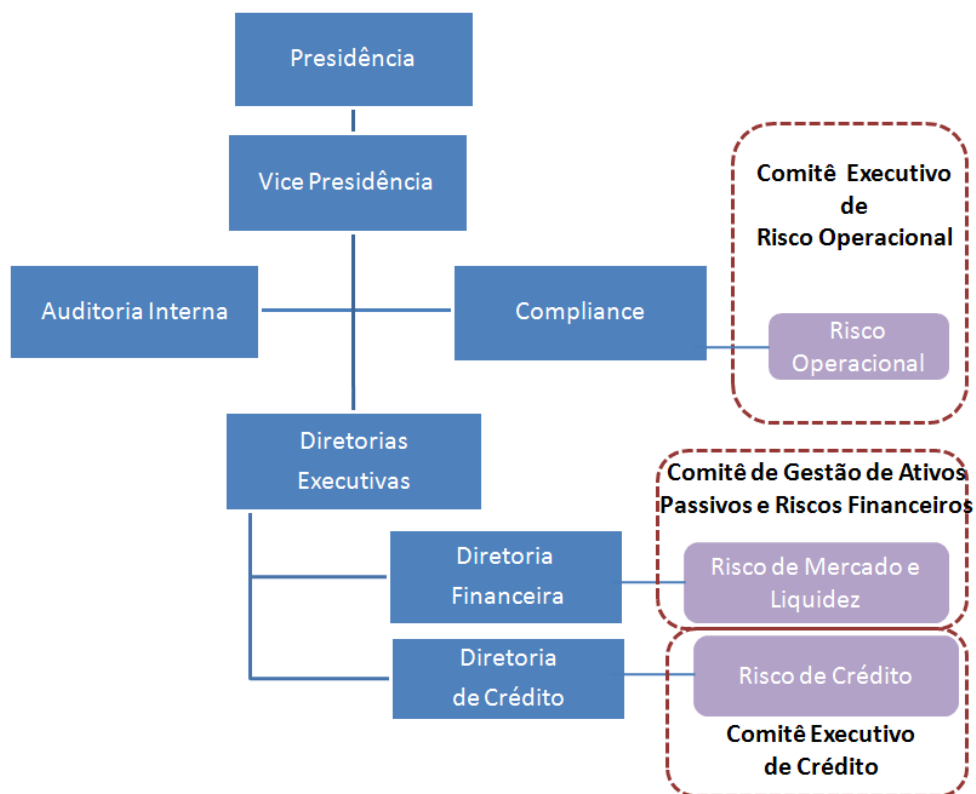 Presidência
Vice Presidência
Comitê Executivo
de
Risco Operacional
Auditoria Interna
Compliance
Risco
Operacional
Diretorias
Executivas
Comitê de Gestão de Ativos
Passivos e Riscos Financeiros
Diretoria
Financeira
Risco de Mercado e
Liquidez
Diretoria
de Crédito
Risco de Crédito
Comitê Executivo
de Crédito